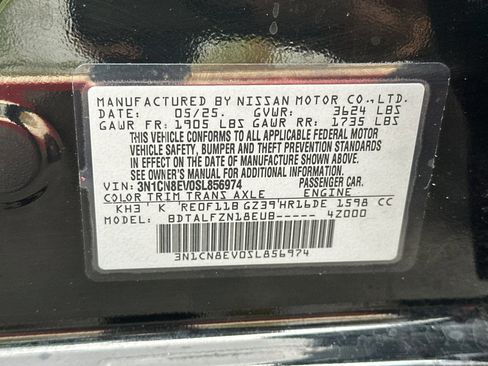 MANUFACTURED BY NISSAN MOTOR CO.,LTD.
DATE: 05/25. GVWR: 3624 LBS
GAWR FR: 1905 LBS GAWR RR: 1735 LBS
THIS VEHICLE CONFORMS TO ALL APPLICABLE FEDERAL MOTOR
VEHICLE SAFETY, BUMPER AND THEFT PREVENTION STANDARDS
IN EFFECT ON THE DATE OF MANUFACTURE SHOWN ABOVE.
SEE OWNER'S MANUAL FOR ADDITIONAL INFORMATION.
VIN: 3N1CN8EV0SL856974 PASSENGER CAR.
COLOR TRIM TRANS AXLE ENGINE
KH3 ' K 'RE0F11B GZ39'HR16DE 1598 CC
MODEL: BDTALFZN18EUB----- 4Z000
3N1CN8EV0SL856974